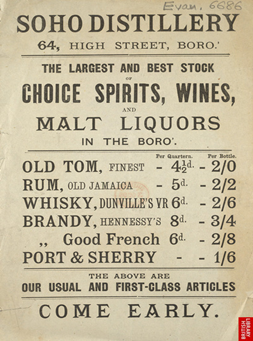 Evan. 6686
SOHO DISTILLERY
64, HIGH STREET, BORO.'
THE LARGEST AND BEST STOCK
OF
CHOICE SPIRITS, WINES,
AND
MALT LIQUORS
IN THE BORO'.
Per Quartern. Per Bottle.
OLD TOM, FINEST - 4½d. - 2/0
RUM, OLD JAMAICA - 5d. - 2/2
WHISKY, DUNVILLE'S VR 6d. - 2/6
BRANDY, HENNESSY'S 8d. - 3/4
„ Good French 6d. - 2/8
PORT & SHERRY - - 1/6
THE ABOVE ARE
OUR USUAL AND FIRST-CLASS ARTICLES
COME EARLY.
BRITISH
LIBRARY